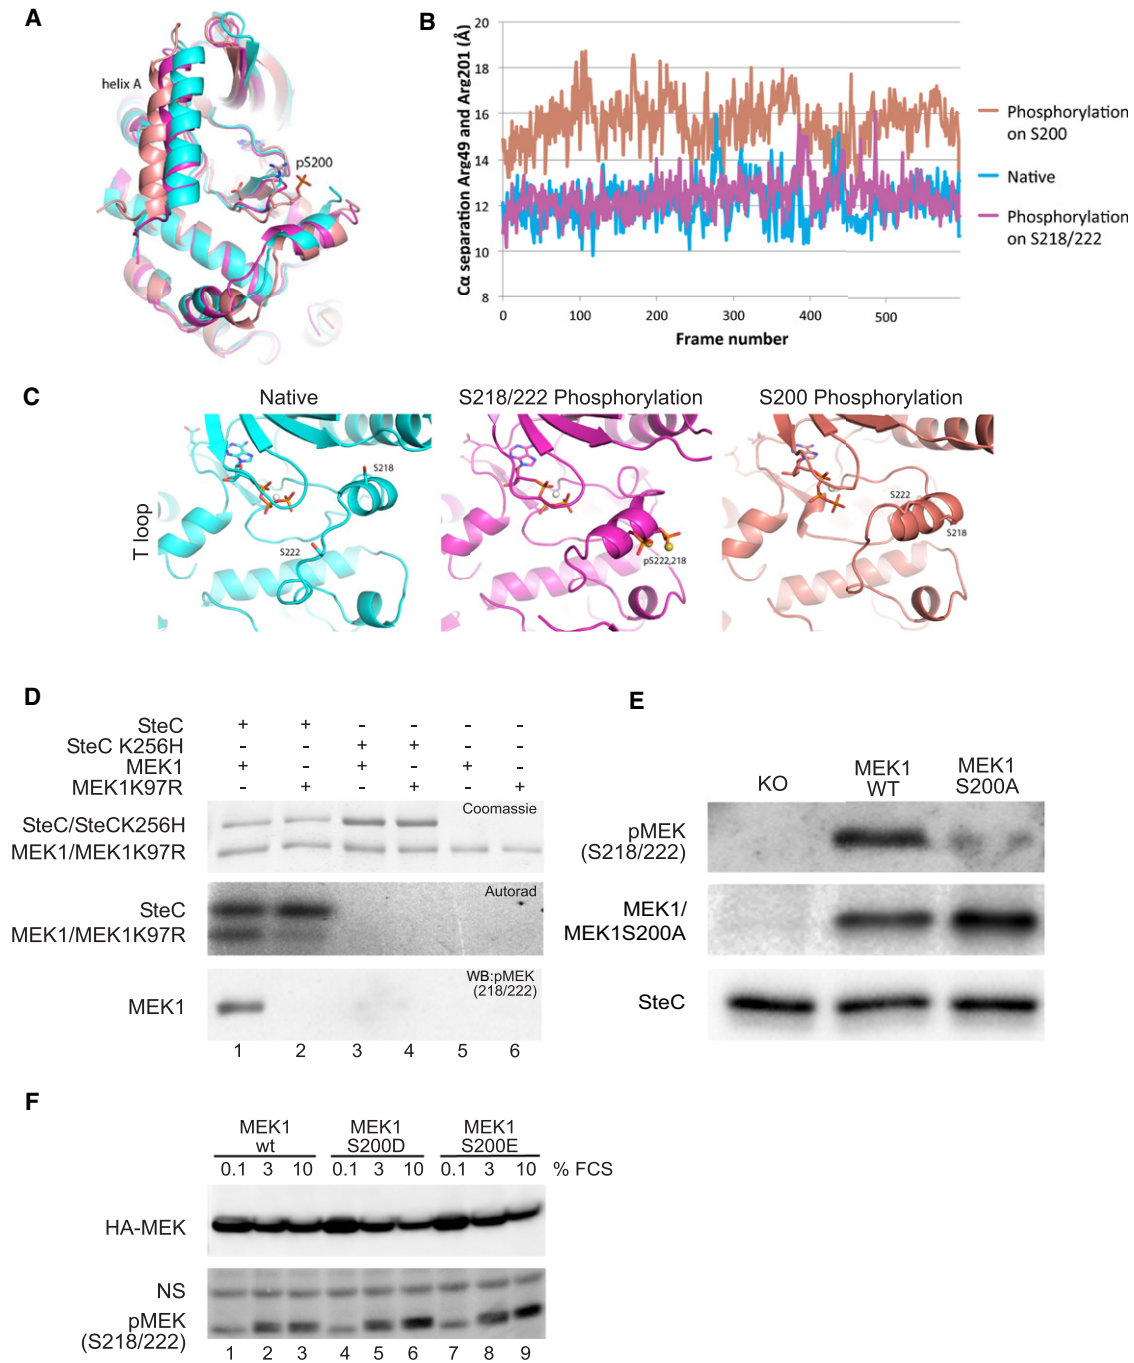 A
helix A
pS200
B
Cα separation Arg49 and Arg201 (Å)
20
18
16
14
12
10
8
0
100
200
300
400
500
Frame number
Phosphorylation
on S200
Native
Phosphorylation
on S218/222
C
Native
S218/222 Phosphorylation
S200 Phosphorylation
T loop
S218
S222
pS222,218
S222
S218
D
SteC + + - - - -
SteC K256H - - + + - -
MEK1 + - + - + -
MEK1K97R - + - + - +
Coomassie
SteC/SteCK256H
MEK1/MEK1K97R
Autorad
SteC
MEK1/MEK1K97R
WB:pMEK
(218/222)
MEK1
1 2 3 4 5 6
E
KO
MEK1
WT
MEK1
S200A
pMEK
(S218/222)
MEK1/
MEK1S200A
SteC
F
MEK1
wt
MEK1
S200D
MEK1
S200E
0.1 3 10 0.1 3 10 0.1 3 10 % FCS
HA-MEK
NS
pMEK
(S218/222)
1 2 3 4 5 6 7 8 9